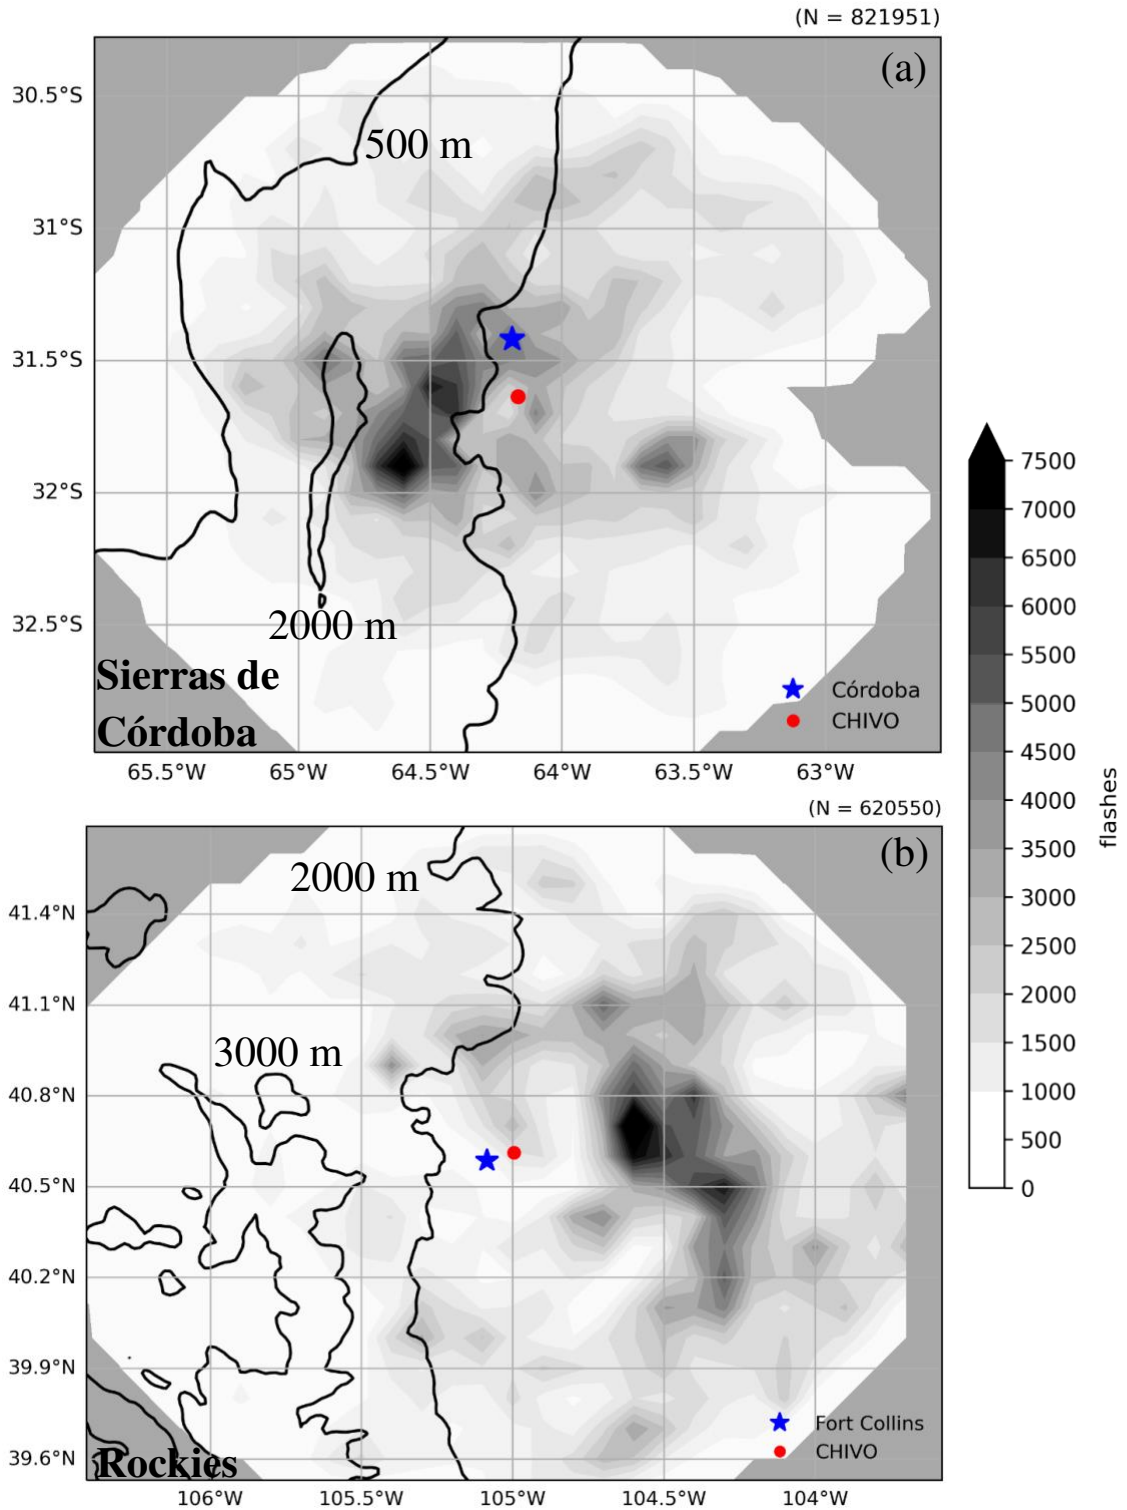 (N = 821951)
(a)
30.5°S
500 m
31°S
31.5°S
32°S
2000 m
32.5°S
Sierras de
Córdoba
Córdoba
CHIVO
65.5°W 65°W 64.5°W 64°W 63.5°W 63°W
7500
7000
6500
6000
5500
5000
4500
4000
3500
3000
2500
2000
1500
1000
500
0
flashes
(N = 620550)
(b)
2000 m
41.4°N
41.1°N
3000 m
40.8°N
40.5°N
40.2°N
39.9°N
39.6°N
Rockies
Fort Collins
CHIVO
106°W 105.5°W 105°W 104.5°W 104°W